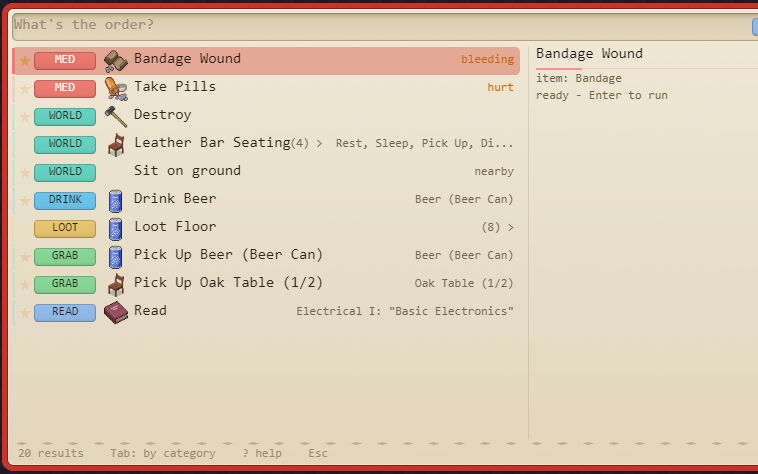 What's the order?
MED Bandage Wound bleeding
MED Take Pills hurt
WORLD Destroy
WORLD Leather Bar Seating(4) > Rest, Sleep, Pick Up, Di...
WORLD Sit on ground nearby
DRINK Drink Beer Beer (Beer Can)
LOOT Loot Floor (8) >
GRAB Pick Up Beer (Beer Can) Beer (Beer Can)
GRAB Pick Up Oak Table (1/2) Oak Table (1/2)
READ Read Electrical I: "Basic Electronics"
Bandage Wound
item: Bandage
ready - Enter to run
20 results Tab: by category ? help Esc